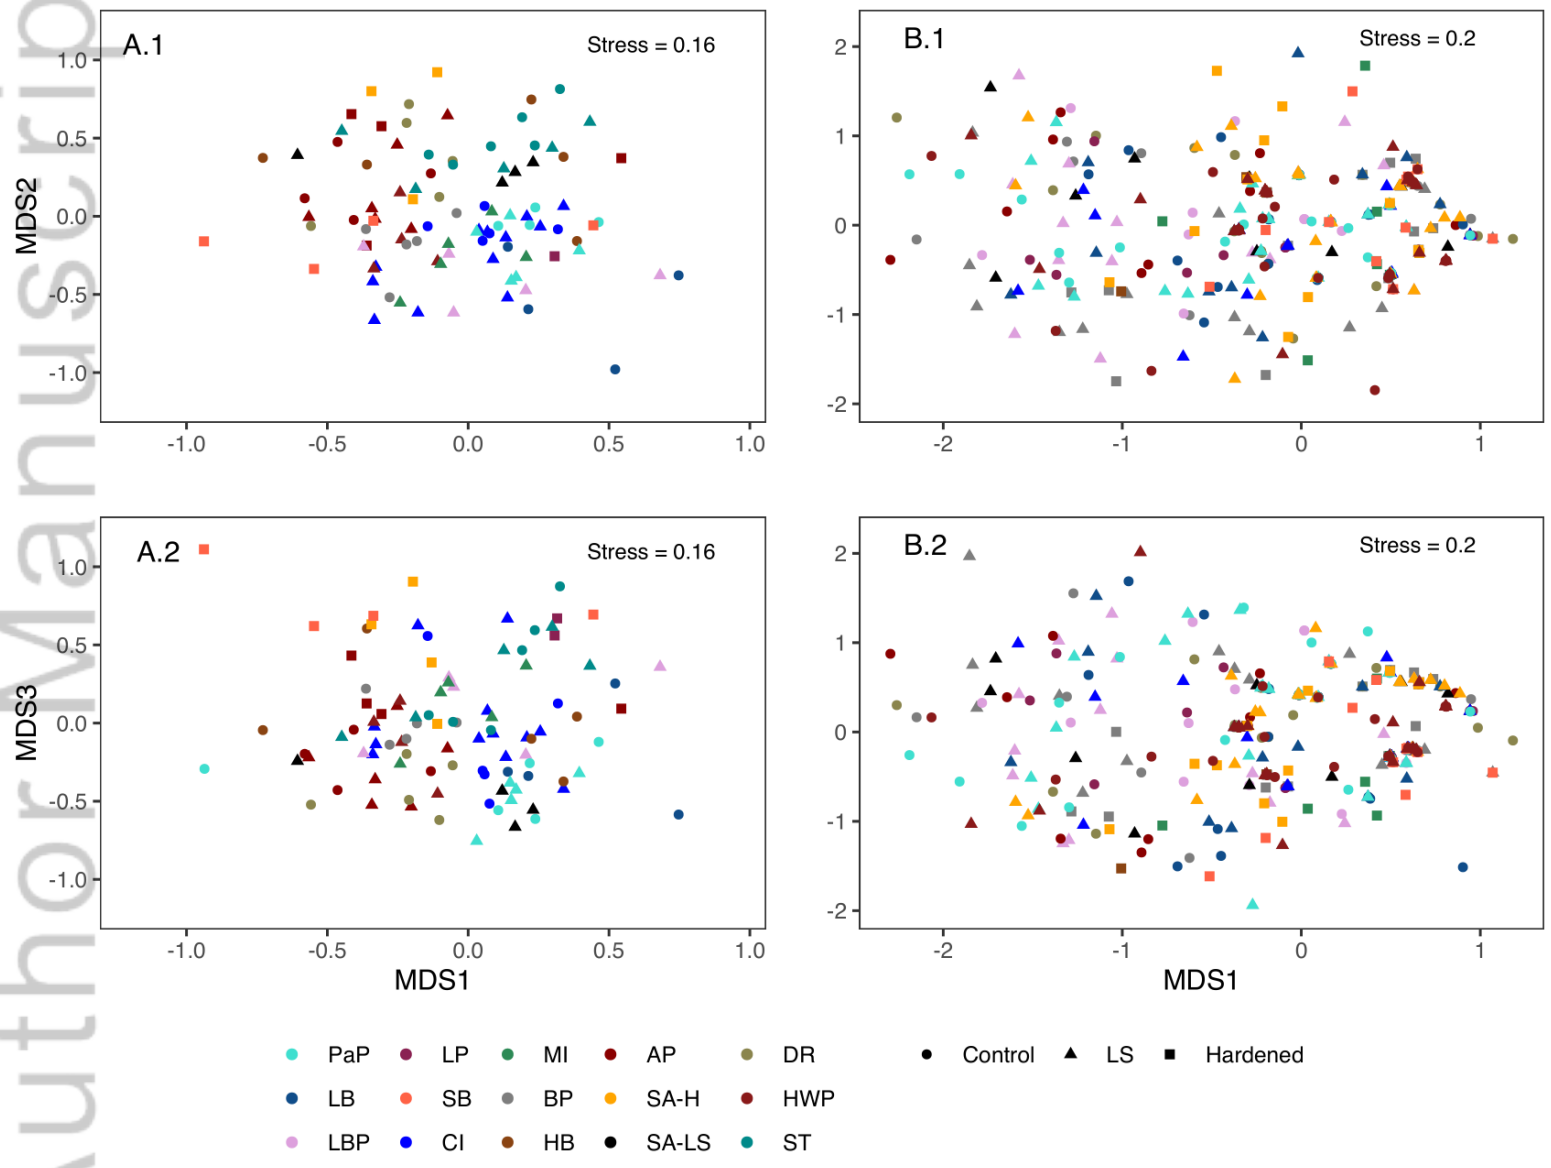 Author Manuscrip
A.1
Stress = 0.16
1.0
0.5
0.0
-0.5
-1.0
MDS2
-1.0 -0.5 0.0 0.5 1.0
B.1
Stress = 0.2
2
1
0
-1
-2
-2 -1 0 1
A.2
Stress = 0.16
1.0
0.5
0.0
-0.5
-1.0
MDS3
-1.0 -0.5 0.0 0.5 1.0
MDS1
B.2
Stress = 0.2
2
1
0
-1
-2
-2 -1 0 1
MDS1
PaP LP MI AP DR Control LS Hardened
LB SB BP SA-H HWP
LBP CI HB SA-LS ST